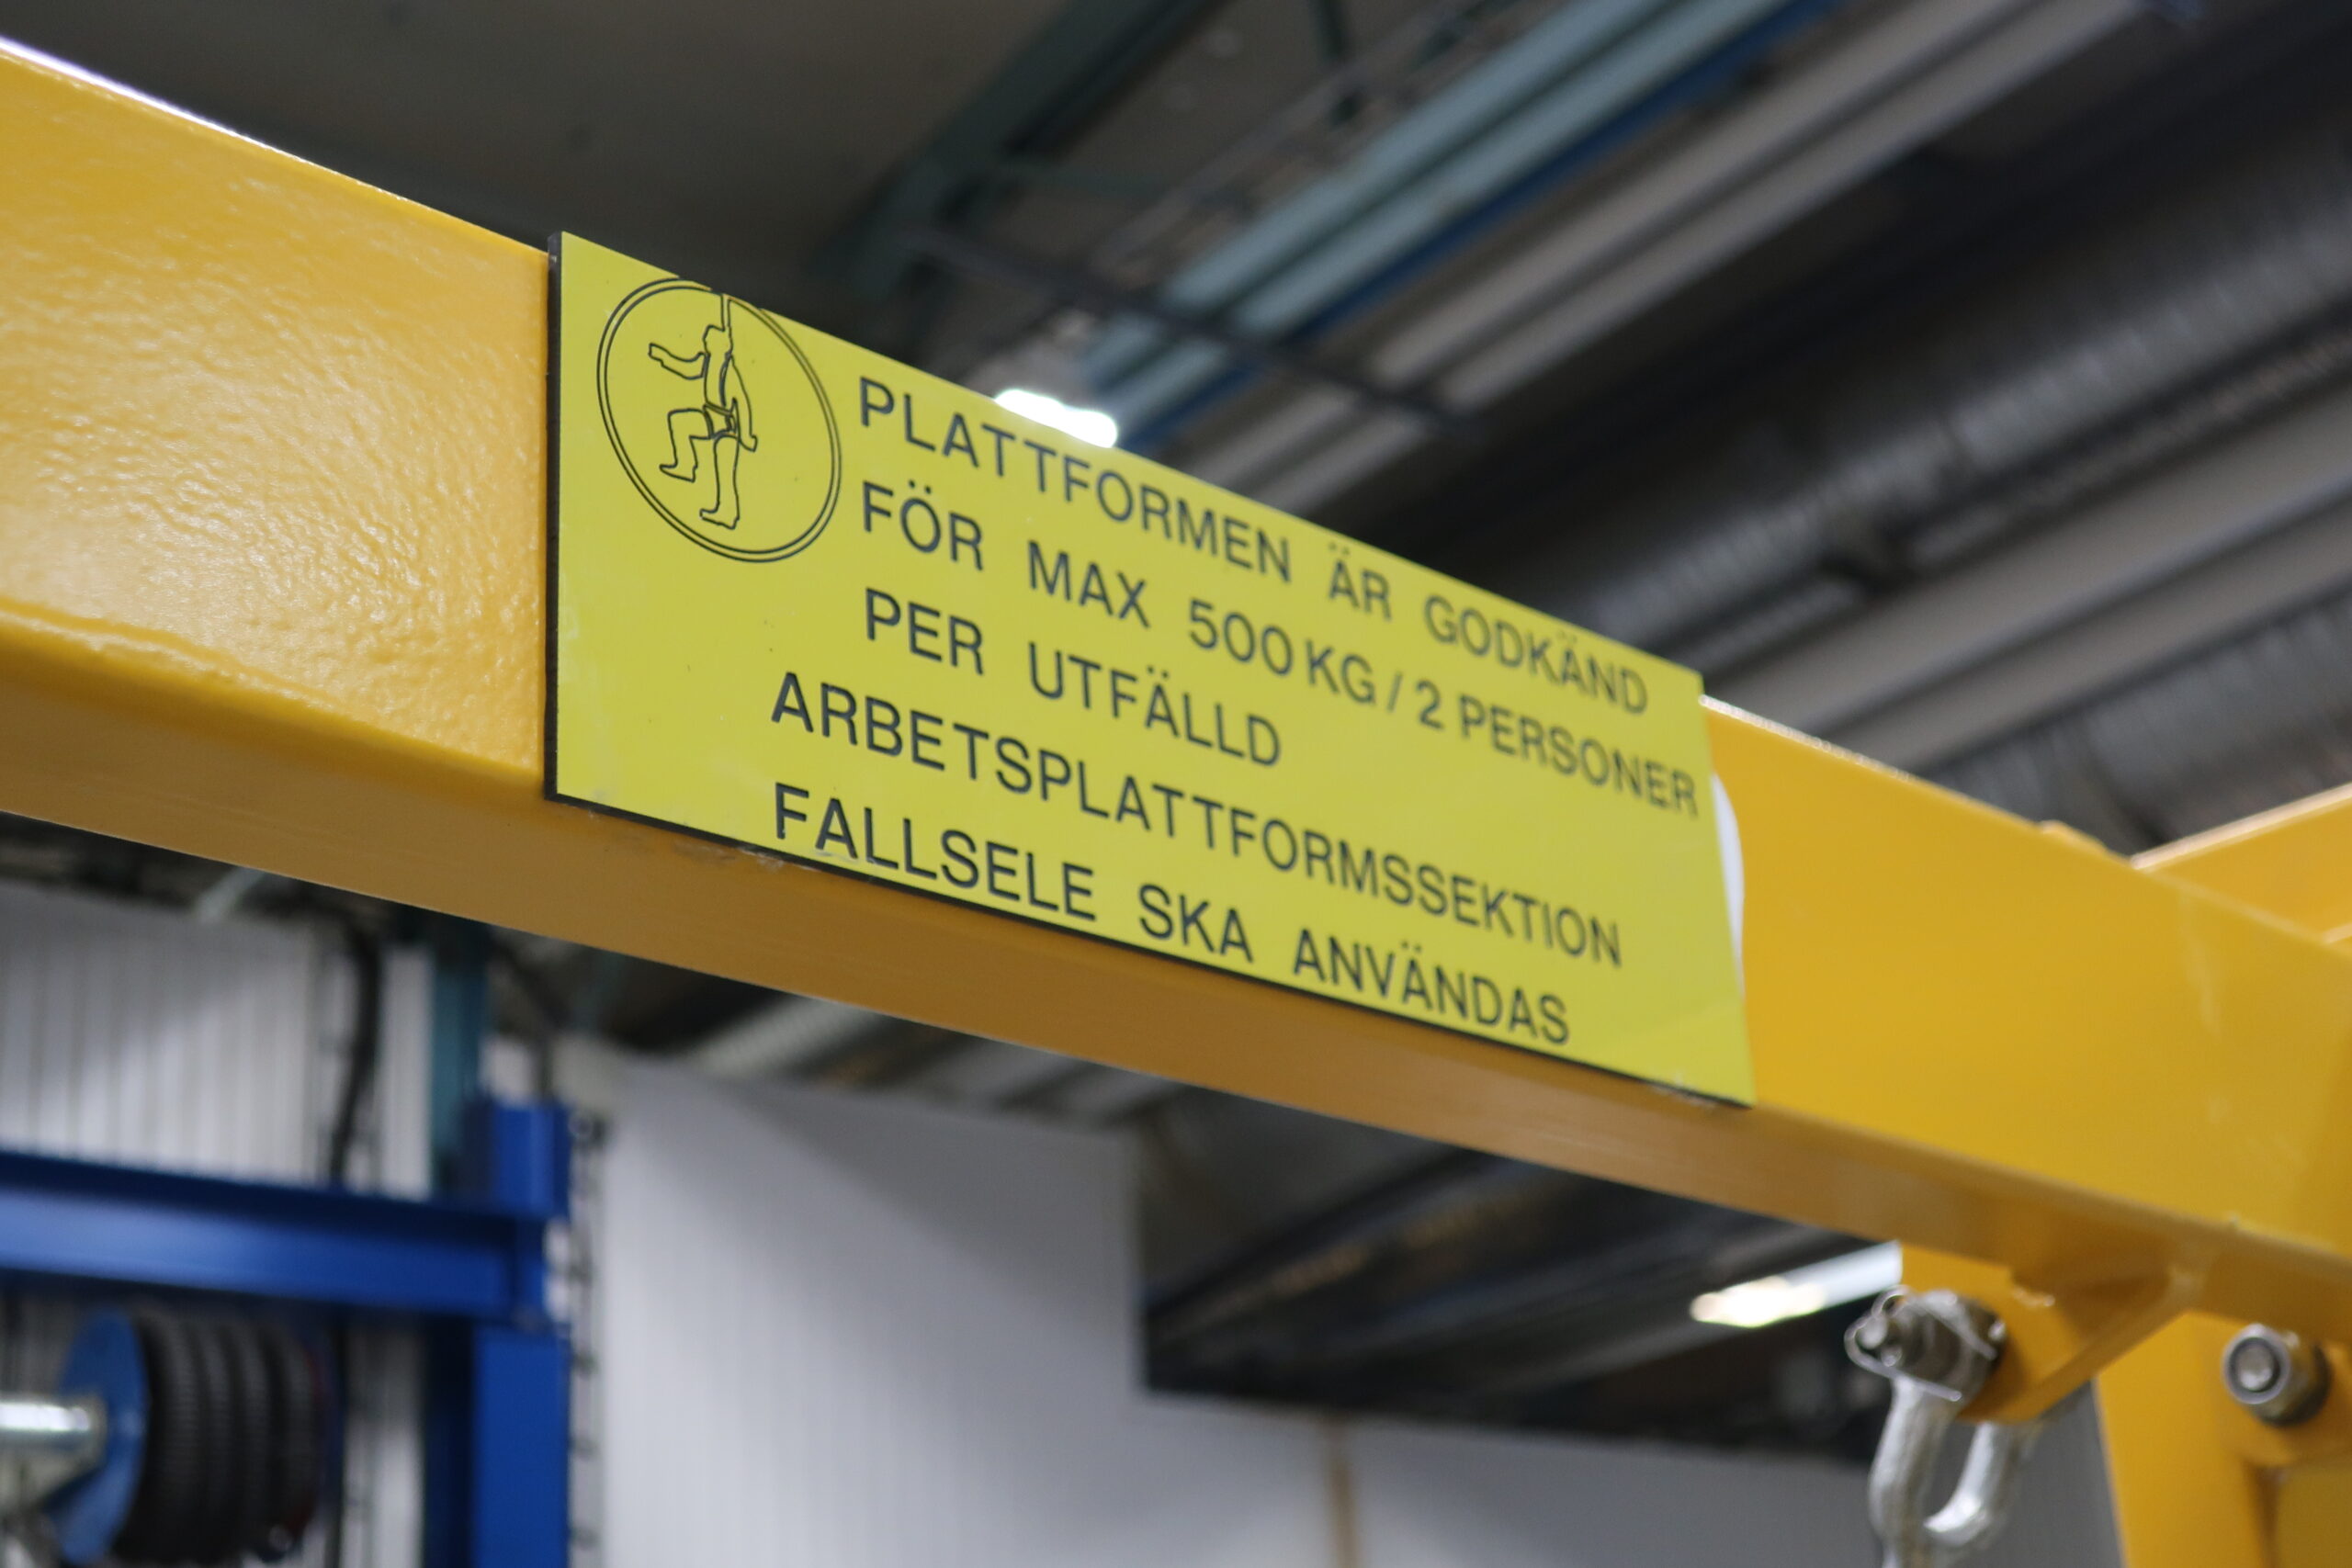 PLATTFORMEN ÄR GODKÄND
FÖR MAX 500 KG / 2 PERSONER
PER UTFÄLLD
ARBETSPLATTFORMSSEKTION
FALLSELE SKA ANVÄNDAS